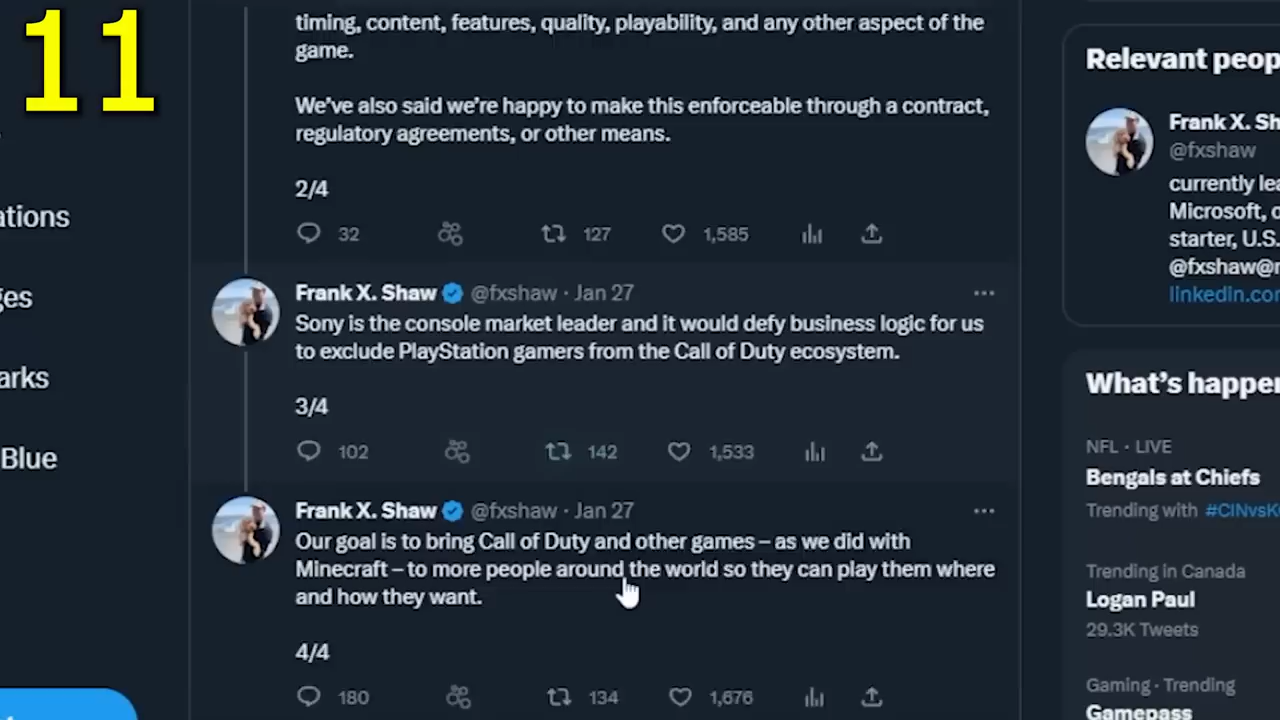 11
timing, content, features, quality, playability, and any other aspect of the
game.
We've also said we're happy to make this enforceable through a contract,
regulatory agreements, or other means.
2/4
32 127 1,585
Frank X. Shaw @fxshaw · Jan 27 ...
Sony is the console market leader and it would defy business logic for us
to exclude PlayStation gamers from the Call of Duty ecosystem.
3/4
102 142 1,533
Frank X. Shaw @fxshaw · Jan 27 ...
Our goal is to bring Call of Duty and other games – as we did with
Minecraft – to more people around the world so they can play them where
and how they want.
4/4
180 134 1,676
ations
ges
arks
Blue
Relevant peop
Frank X. Sh
@fxshaw
currently lea
Microsoft, c
starter, U.S.
@fxshaw@m
linkedin.com
What's happen
NFL · LIVE
Bengals at Chiefs
Trending with #CINvsK
Trending in Canada
Logan Paul
29.3K Tweets
Gaming · Trending
Gamepass